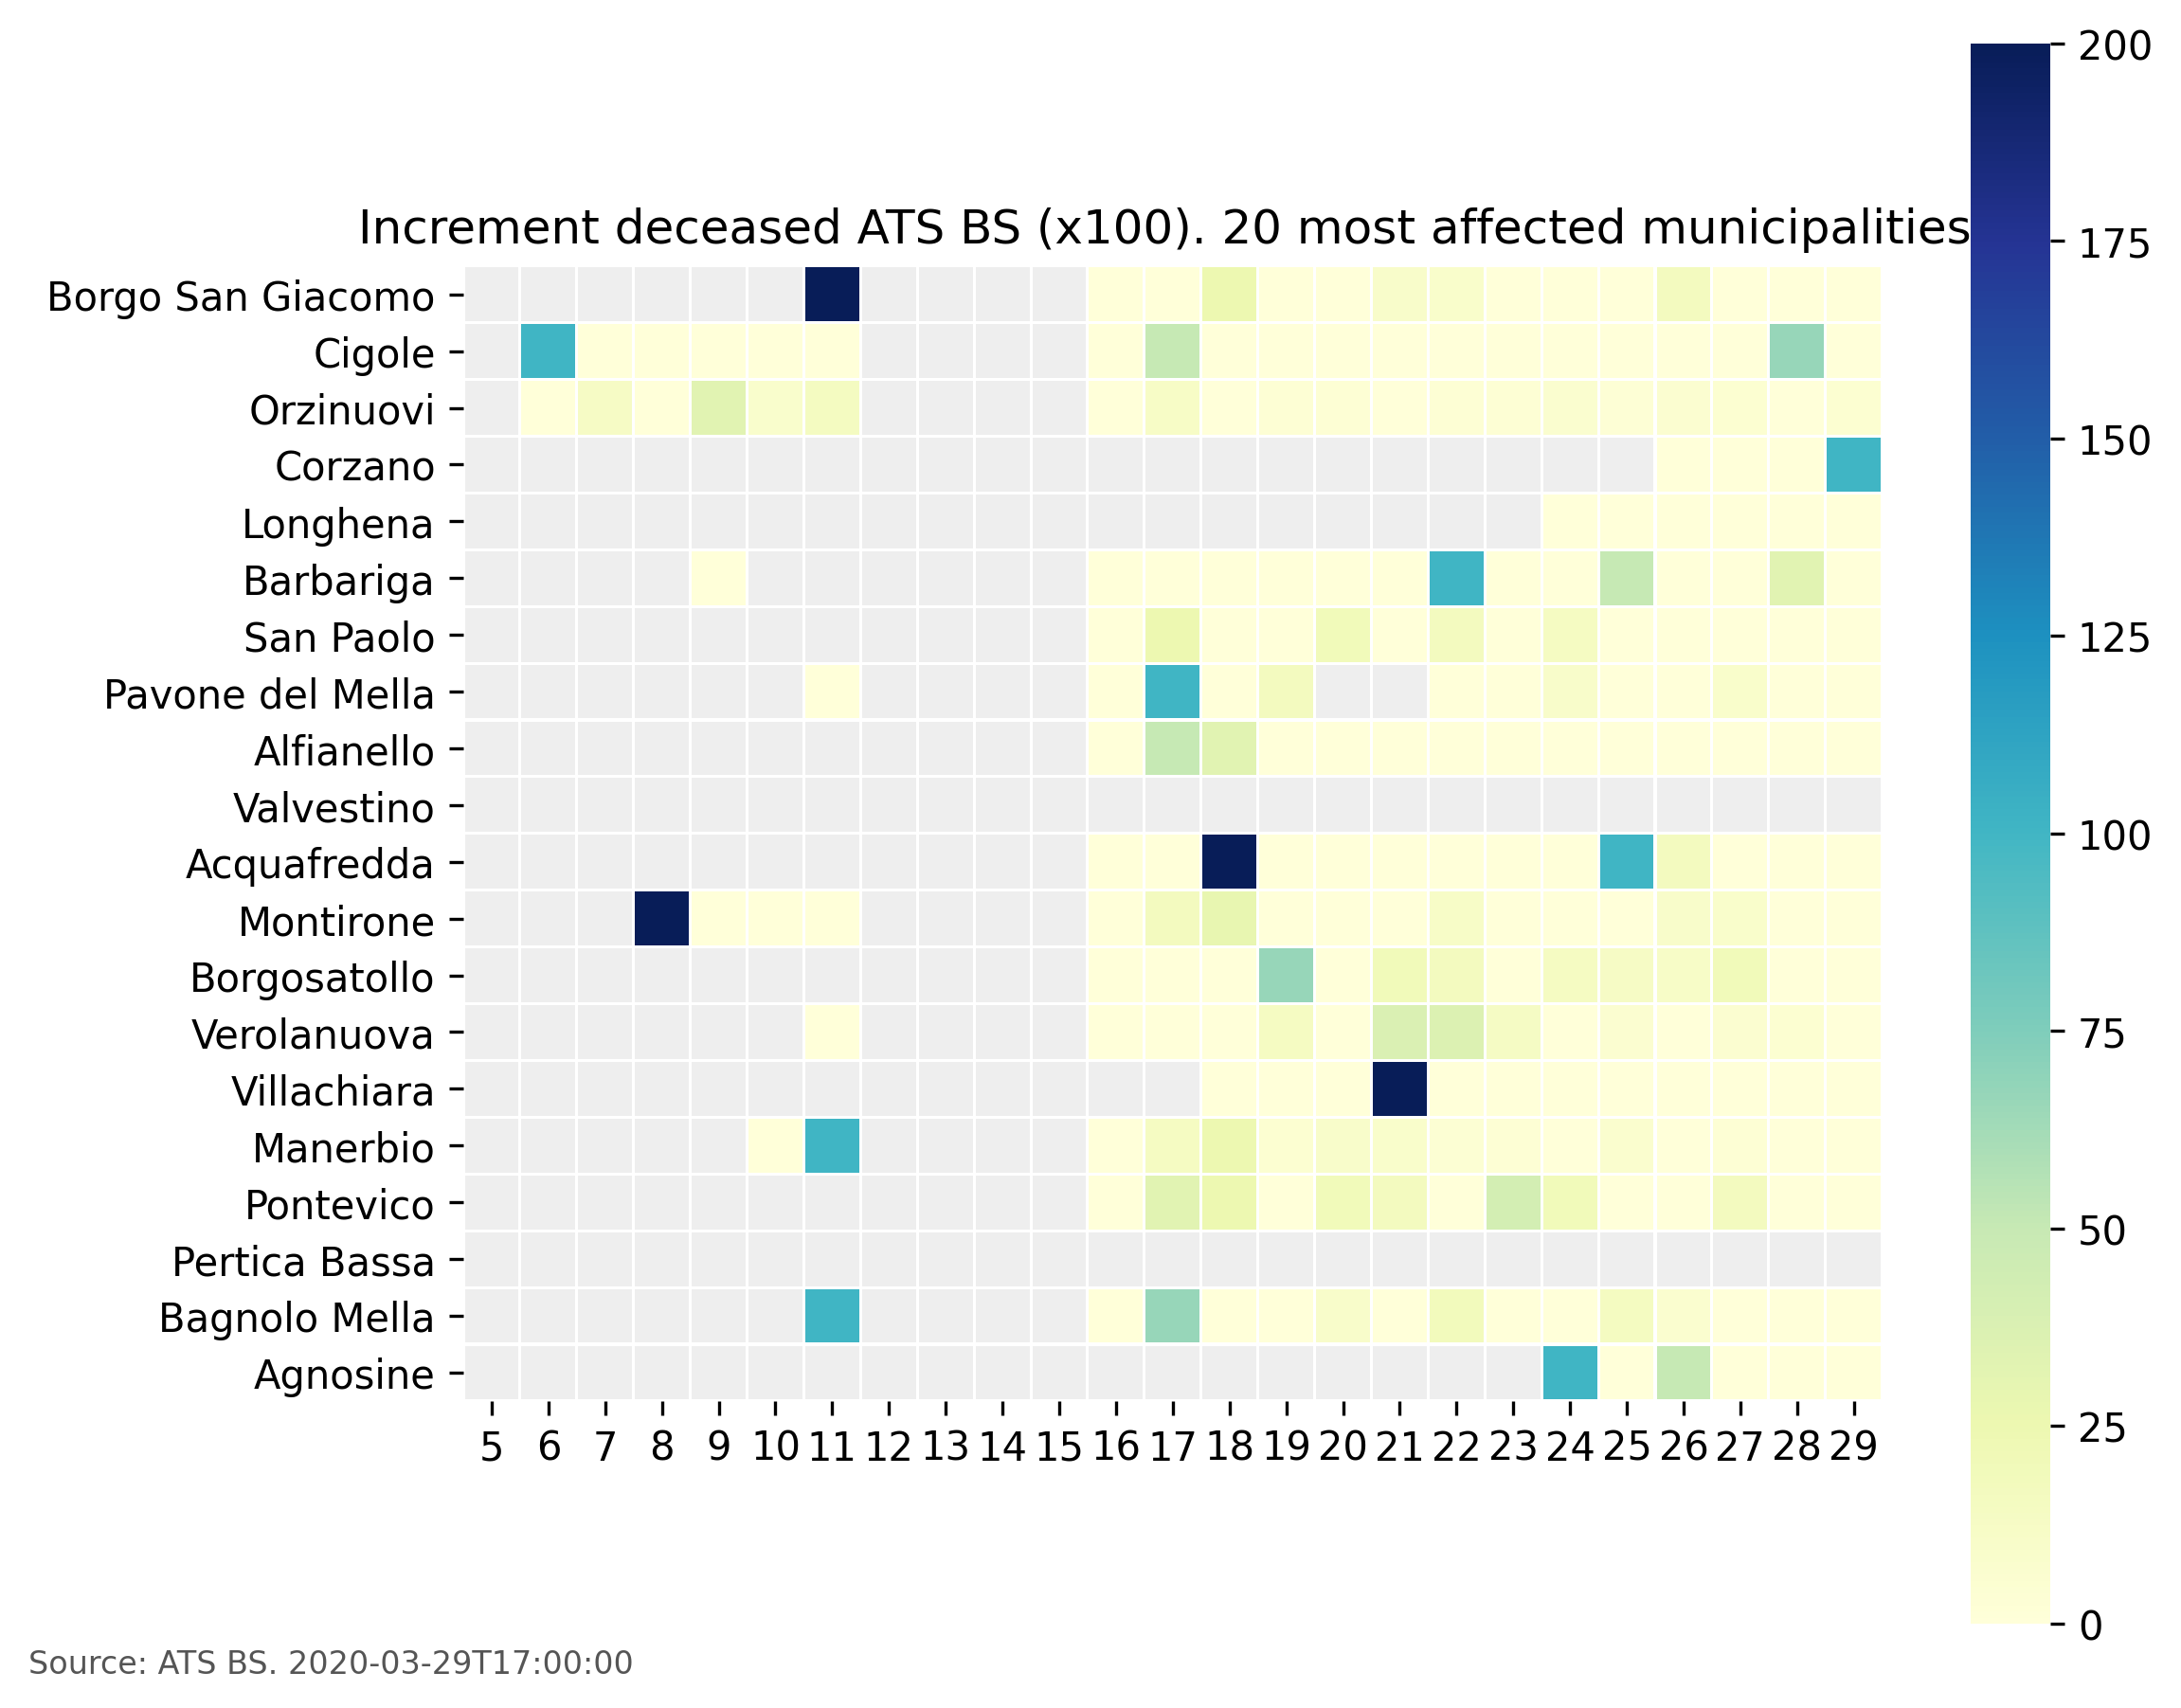 Increment deceased ATS BS (x100). 20 most affected municipalities
Borgo San Giacomo
Cigole
Orzinuovi
Corzano
Longhena
Barbariga
San Paolo
Pavone del Mella
Alfianello
Valvestino
Acquafredda
Montirone
Borgosatollo
Verolanuova
Villachiara
Manerbio
Pontevico
Pertica Bassa
Bagnolo Mella
Agnosine
5 6 7 8 9 10 11 12 13 14 15 16 17 18 19 20 21 22 23 24 25 26 27 28 29
200
175
150
125
100
75
50
25
0
Source: ATS BS. 2020-03-29T17:00:00